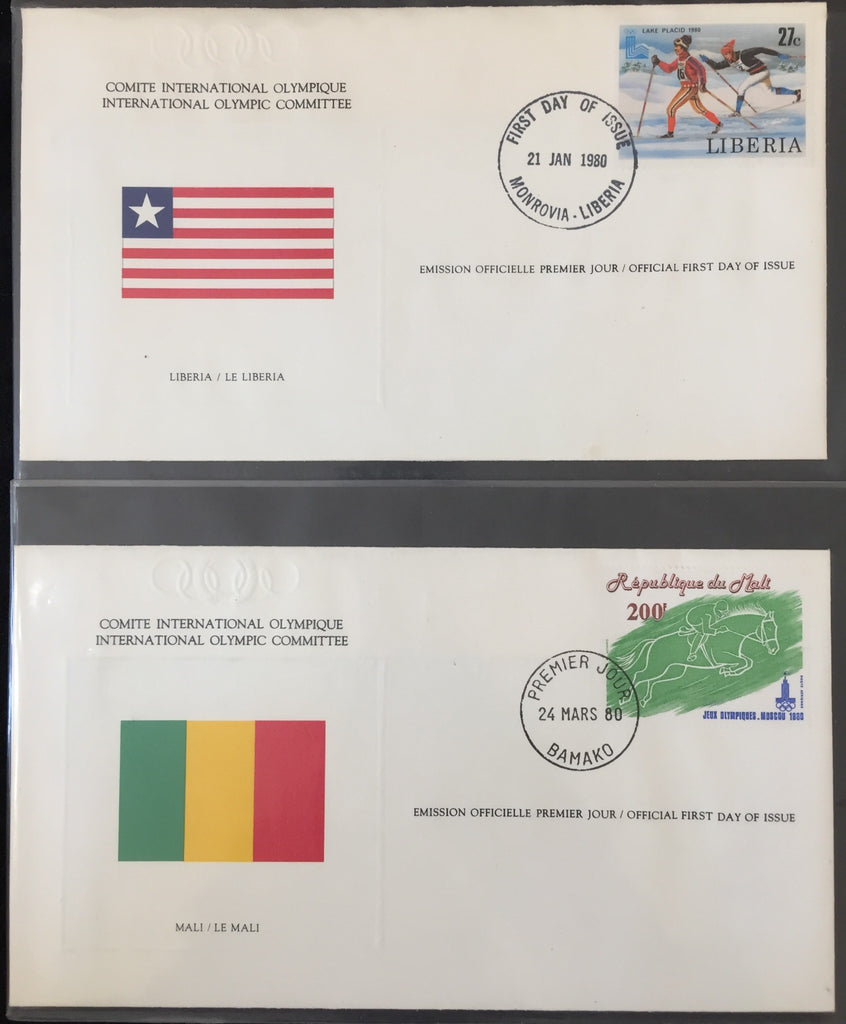 COMITE INTERNATIONAL OLYMPIQUE
INTERNATIONAL OLYMPIC COMMITTEE
LAKE PLACID 1980
27c
LIBERIA
FIRST DAY OF ISSUE
21 JAN 1980
MONROVIA - LIBERIA
EMISSION OFFICIELLE PREMIER JOUR / OFFICIAL FIRST DAY OF ISSUE
LIBERIA / LE LIBERIA
COMITE INTERNATIONAL OLYMPIQUE
INTERNATIONAL OLYMPIC COMMITTEE
République du Mali
200F
JEUX OLYMPIQUES. MOSCOU 1980
PREMIER JOUR
24 MARS 80
BAMAKO
EMISSION OFFICIELLE PREMIER JOUR / OFFICIAL FIRST DAY OF ISSUE
MALI / LE MALI